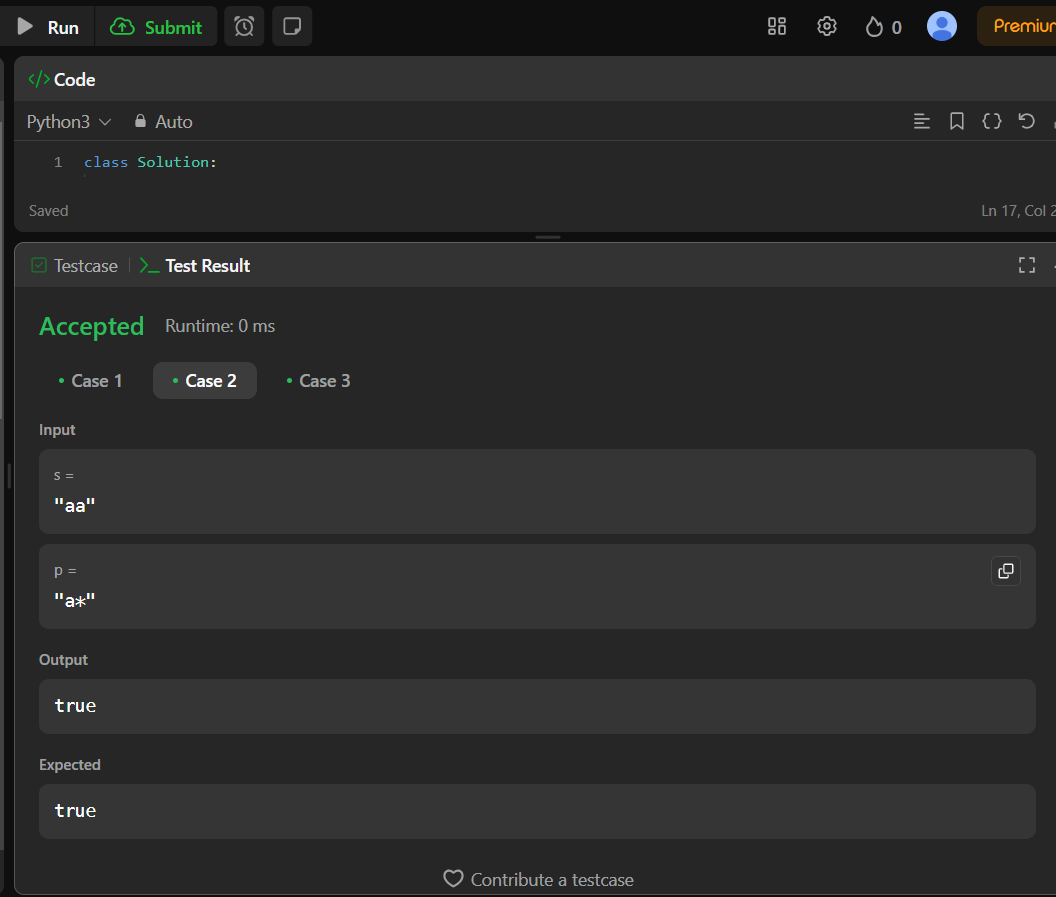 Run Submit 0 Premiun
</> Code
Python3 Auto
1 class Solution:
Saved Ln 17, Col 2
Testcase Test Result
Accepted Runtime: 0 ms
Case 1 Case 2 Case 3
Input
s =
"aa"
p =
"a*"
Output
true
Expected
true
Contribute a testcase